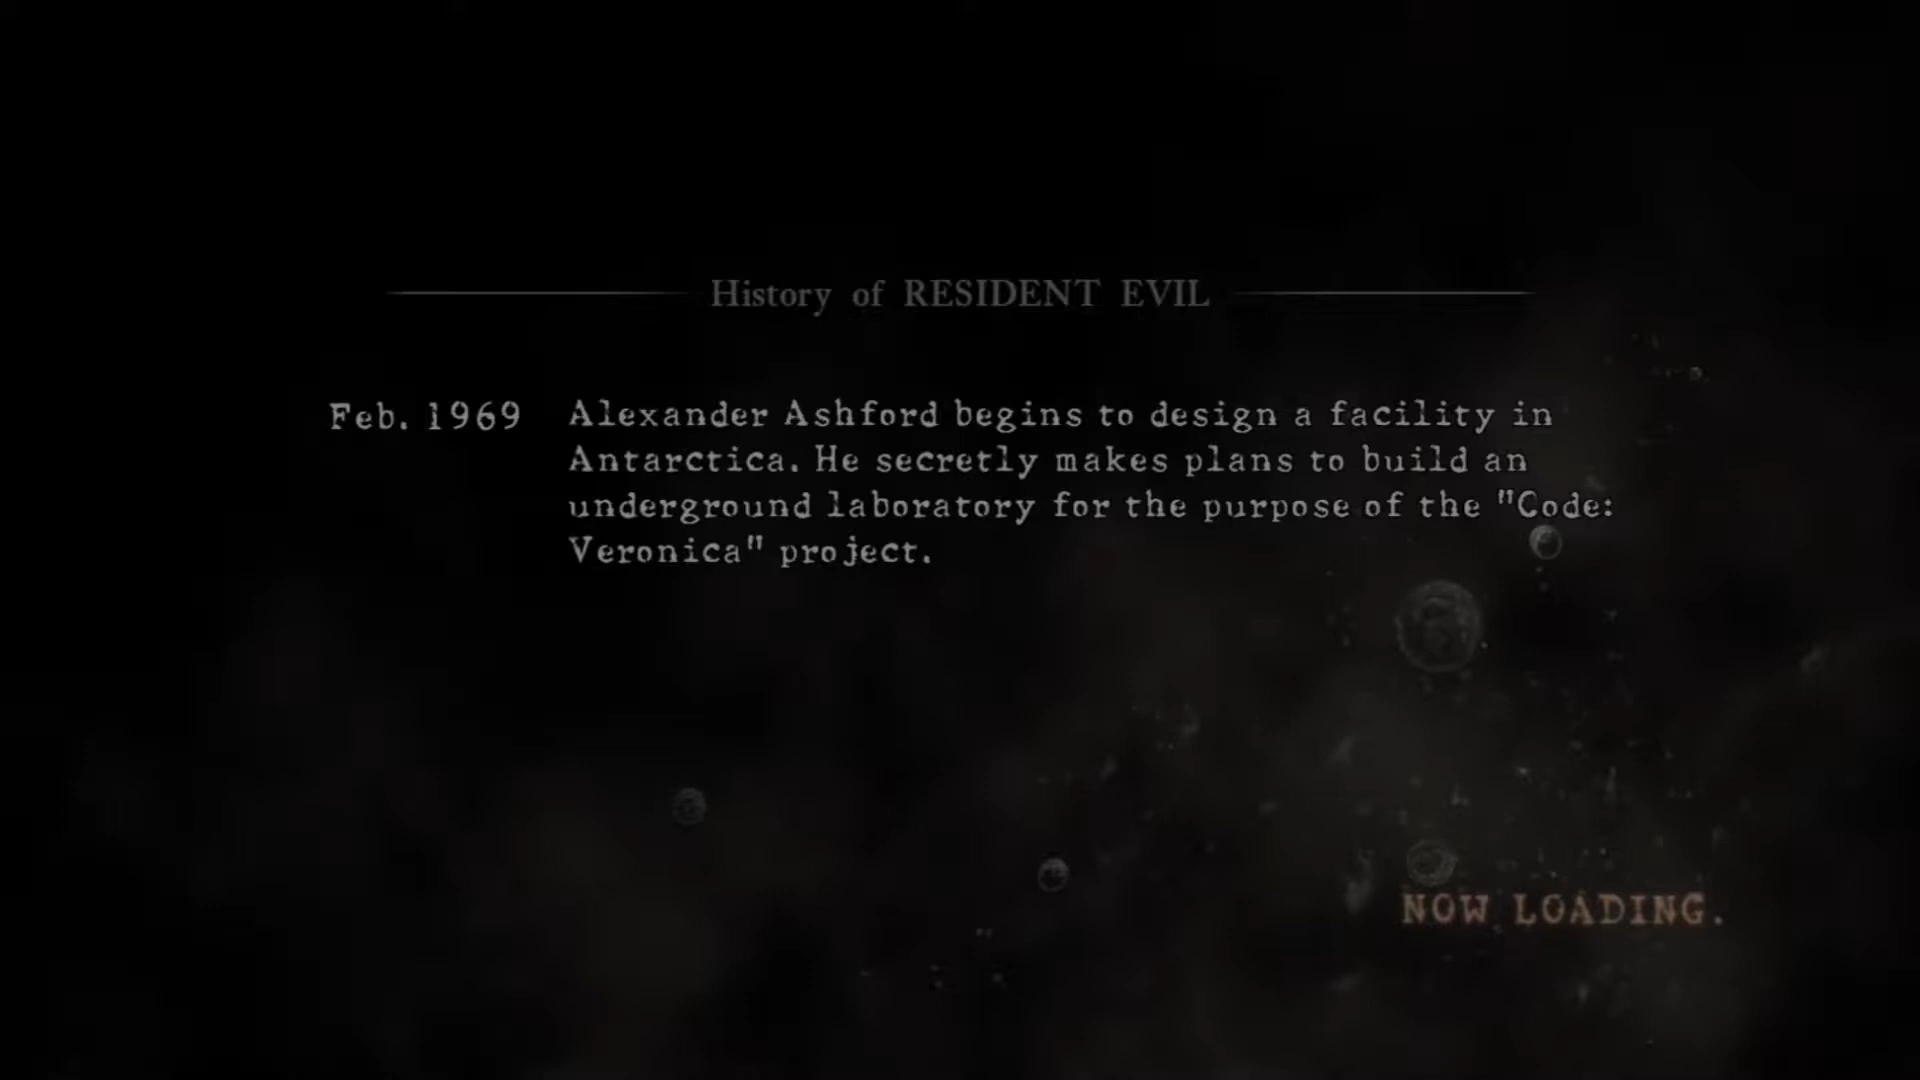 History of RESIDENT EVIL
Feb. 1969 Alexander Ashford begins to design a facility in
Antarctica. He secretly makes plans to build an
underground laboratory for the purpose of the "Code:
Veronica" project.
NOW LOADING.